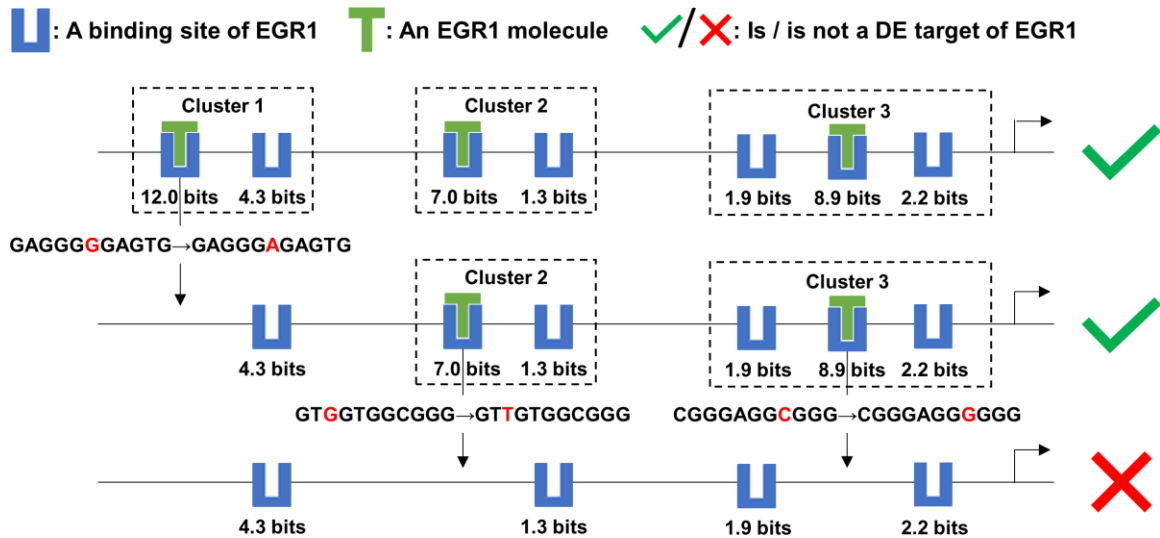 : A binding site of EGR1 : An EGR1 molecule / : Is / is not a DE target of EGR1
Cluster 1 Cluster 2 Cluster 3
12.0 bits 4.3 bits 7.0 bits 1.3 bits 1.9 bits 8.9 bits 2.2 bits
GAGGGGGAGTG→GAGGGAGAGTG
Cluster 2 Cluster 3
4.3 bits 7.0 bits 1.3 bits 1.9 bits 8.9 bits 2.2 bits
GTGGTGGCGGG→GTTGTGGCGGG CGGGAGGCGGG→CGGGAGGGGGG
4.3 bits 1.3 bits 1.9 bits 2.2 bits